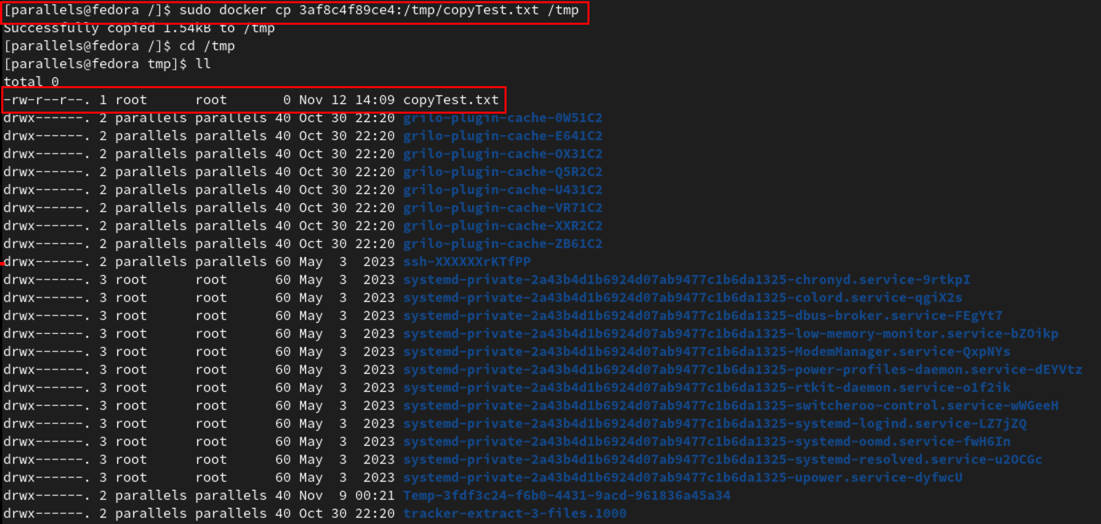 [parallels@fedora /]$ sudo docker cp 3af8c4f89ce4:/tmp/copyTest.txt /tmp
Successfully copied 1.54kB to /tmp
[parallels@fedora /]$ cd /tmp
[parallels@fedora tmp]$ ll
total 0
-rw-r--r--. 1 root      root       0 Nov 12 14:09 copyTest.txt
drwx------. 2 parallels parallels 40 Oct 30 22:20 grilo-plugin-cache-0W51C2
drwx------. 2 parallels parallels 40 Oct 30 22:20 grilo-plugin-cache-E641C2
drwx------. 2 parallels parallels 40 Oct 30 22:20 grilo-plugin-cache-OX31C2
drwx------. 2 parallels parallels 40 Oct 30 22:20 grilo-plugin-cache-Q5R2C2
drwx------. 2 parallels parallels 40 Oct 30 22:20 grilo-plugin-cache-U431C2
drwx------. 2 parallels parallels 40 Oct 30 22:20 grilo-plugin-cache-VR71C2
drwx------. 2 parallels parallels 40 Oct 30 22:20 grilo-plugin-cache-XXR2C2
drwx------. 2 parallels parallels 40 Oct 30 22:20 grilo-plugin-cache-ZB61C2
drwx------. 2 parallels parallels 60 May  3  2023 ssh-XXXXXXrKTfPP
drwx------. 3 root      root      60 May  3  2023 systemd-private-2a43b4d1b6924d07ab9477c1b6da1325-chronyd.service-9rtkpI
drwx------. 3 root      root      60 May  3  2023 systemd-private-2a43b4d1b6924d07ab9477c1b6da1325-colord.service-qgiX2s
drwx------. 3 root      root      60 May  3  2023 systemd-private-2a43b4d1b6924d07ab9477c1b6da1325-dbus-broker.service-FEgYt7
drwx------. 3 root      root      60 May  3  2023 systemd-private-2a43b4d1b6924d07ab9477c1b6da1325-low-memory-monitor.service-bZOikp
drwx------. 3 root      root      60 May  3  2023 systemd-private-2a43b4d1b6924d07ab9477c1b6da1325-ModemManager.service-QxpNYs
drwx------. 3 root      root      60 May  3  2023 systemd-private-2a43b4d1b6924d07ab9477c1b6da1325-power-profiles-daemon.service-dEYVtz
drwx------. 3 root      root      60 May  3  2023 systemd-private-2a43b4d1b6924d07ab9477c1b6da1325-rtkit-daemon.service-o1f2ik
drwx------. 3 root      root      60 May  3  2023 systemd-private-2a43b4d1b6924d07ab9477c1b6da1325-switcheroo-control.service-wWGeeH
drwx------. 3 root      root      60 May  3  2023 systemd-private-2a43b4d1b6924d07ab9477c1b6da1325-systemd-logind.service-LZ7jZQ
drwx------. 3 root      root      60 May  3  2023 systemd-private-2a43b4d1b6924d07ab9477c1b6da1325-systemd-oomd.service-fwH6In
drwx------. 3 root      root      60 May  3  2023 systemd-private-2a43b4d1b6924d07ab9477c1b6da1325-systemd-resolved.service-u2OCGc
drwx------. 3 root      root      60 May  3  2023 systemd-private-2a43b4d1b6924d07ab9477c1b6da1325-upower.service-dyfwcU
drwx------. 2 parallels parallels 40 Nov  9 00:21 Temp-3fdf3c24-f6b0-4431-9acd-961836a45a34
drwx------. 2 parallels parallels 40 Oct 30 22:20 tracker-extract-3-files.1000